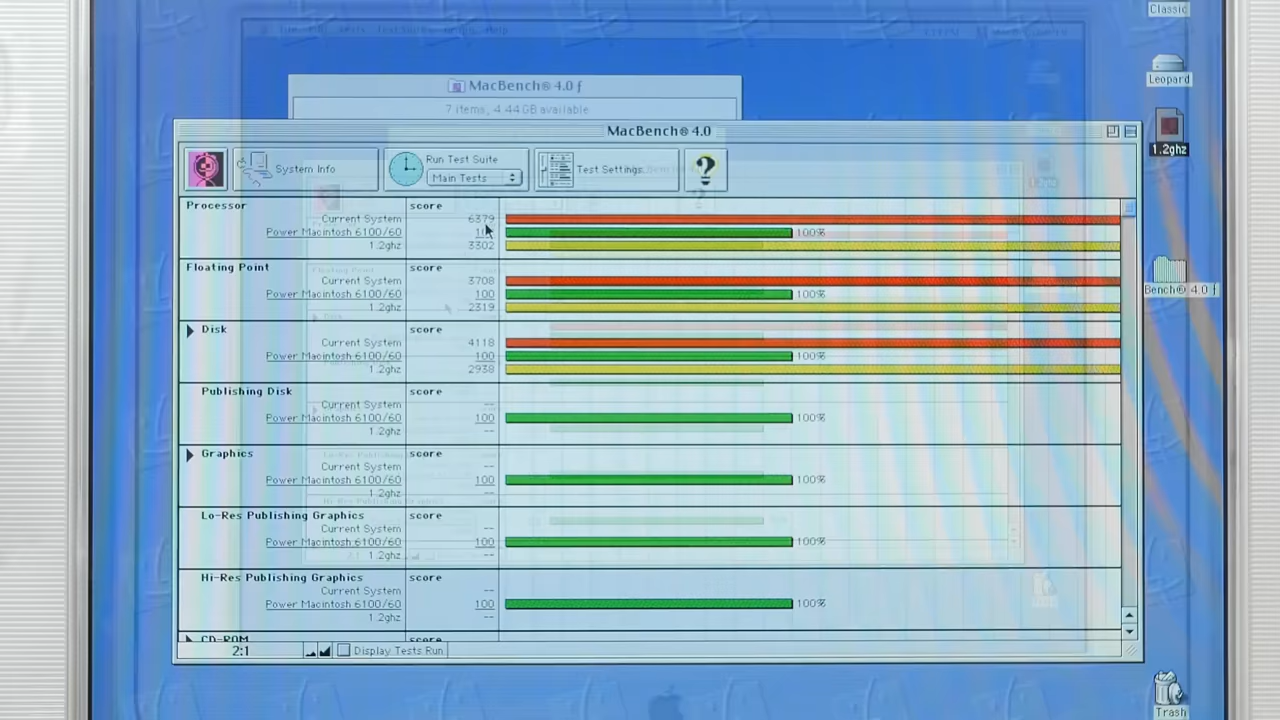 Classic
Leopard
1.2ghz
MacBench® 4.0 ƒ
7 items, 4.44 GB available
MacBench® 4.0
System Info
Run Test Suite
Main Tests
Test Settings
?
Processor score
Current System 6379
Power Macintosh 6100/60 100%
1.2ghz 3302
Floating Point score
Current System 3708
Power Macintosh 6100/60 100 100%
1.2ghz 2319
Disk score
Current System 4118
Power Macintosh 6100/60 100 100%
1.2ghz 2938
Publishing Disk score
Current System --
Power Macintosh 6100/60 100 100%
1.2ghz --
Graphics score
Current System --
Power Macintosh 6100/60 100 100%
1.2ghz --
Lo-Res Publishing Graphics score
Current System --
Power Macintosh 6100/60 100 100%
1.2ghz --
Hi-Res Publishing Graphics score
Current System --
Power Macintosh 6100/60 100 100%
1.2ghz --
CD-ROM score
2:1
Display Tests Run
Bench® 4.0 ƒ
Trash